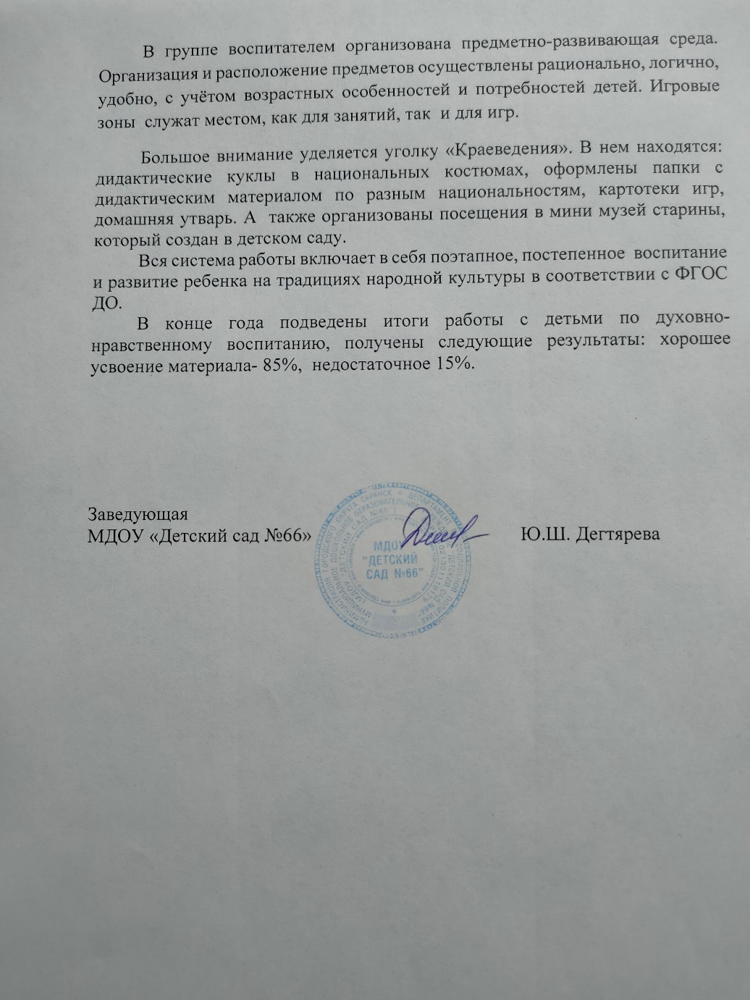 В группе воспитателем организована предметно-развивающая среда.
Организация и расположение предметов осуществлены рационально, логично,
удобно, с учётом возрастных особенностей и потребностей детей. Игровые
зоны служат местом, как для занятий, так и для игр.
Большое внимание уделяется уголку «Краеведения». В нем находятся:
дидактические куклы в национальных костюмах, оформлены папки с
дидактическим материалом по разным национальностям, картотеки игр,
домашняя утварь. А также организованы посещения в мини музей старины,
который создан в детском саду.
Вся система работы включает в себя поэтапное, постепенное воспитание
и развитие ребенка на традициях народной культуры в соответствии с ФГОС
ДО.
В конце года подведены итоги работы с детьми по духовно-
нравственному воспитанию, получены следующие результаты: хорошее
усвоение материала- 85%, недостаточное 15%.
Заведующая
МДОУ «Детский сад №66»
Ю.Ш. Дегтярева
МДОУ
"ДЕТСКИЙ
САД №66"